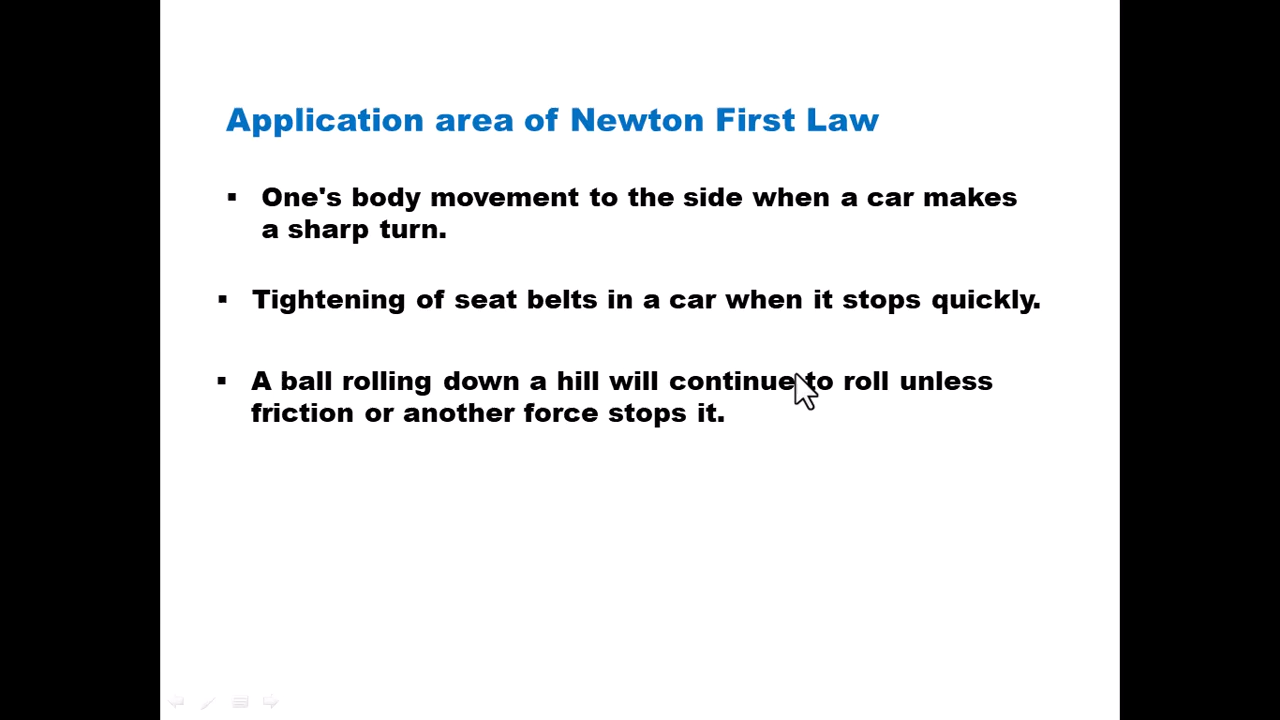 Application area of Newton First Law
▪ One's body movement to the side when a car makes
a sharp turn.
▪ Tightening of seat belts in a car when it stops quickly.
▪ A ball rolling down a hill will continue to roll unless
friction or another force stops it.